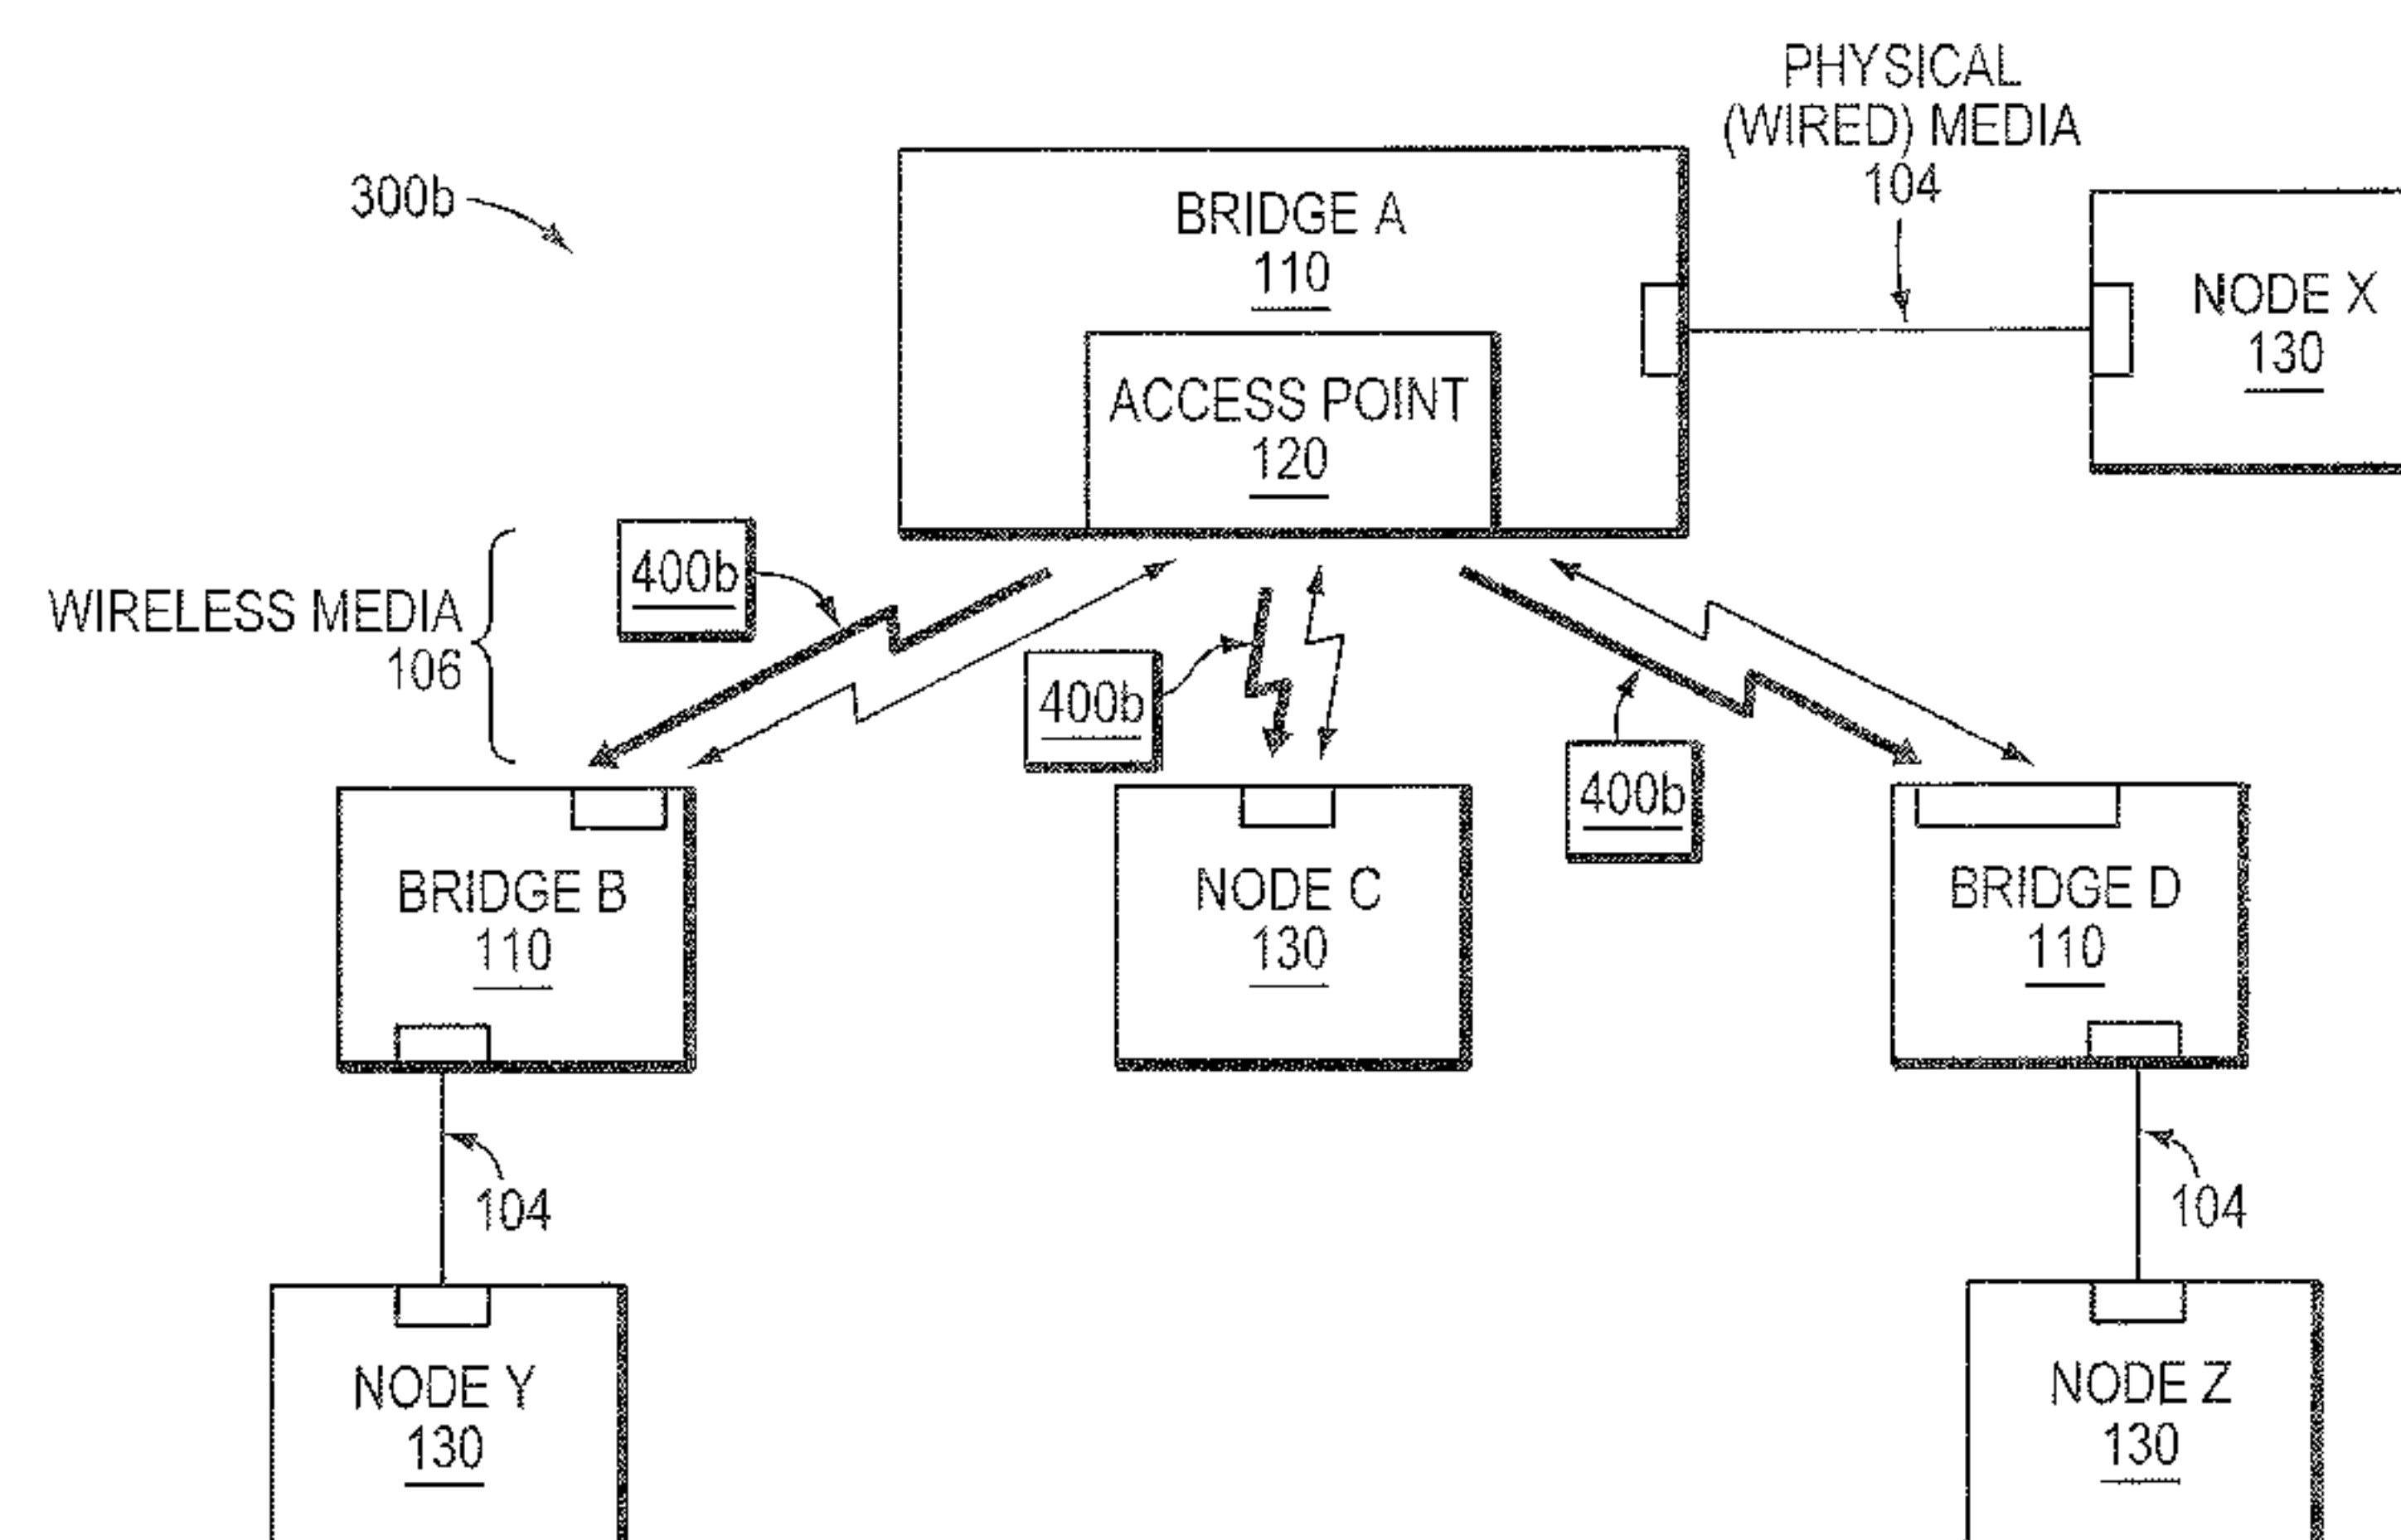 PHYSICAL
(WIRED) MEDIA
104
300b
BRIDGE A
110
NODE X
130
ACCESS POINT
120
400b
WIRELESS MEDIA
106
400b
400b
BRIDGE B
110
NODE C
130
BRIDGE D
110
104
104
NODE Y
130
NODE Z
130